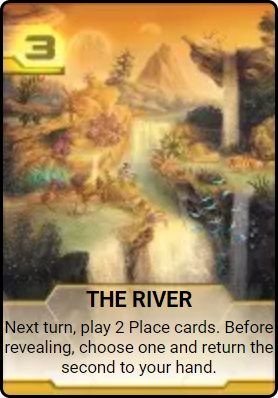 3
THE RIVER
Next turn, play 2 Place cards. Before
revealing, choose one and return the
second to your hand.